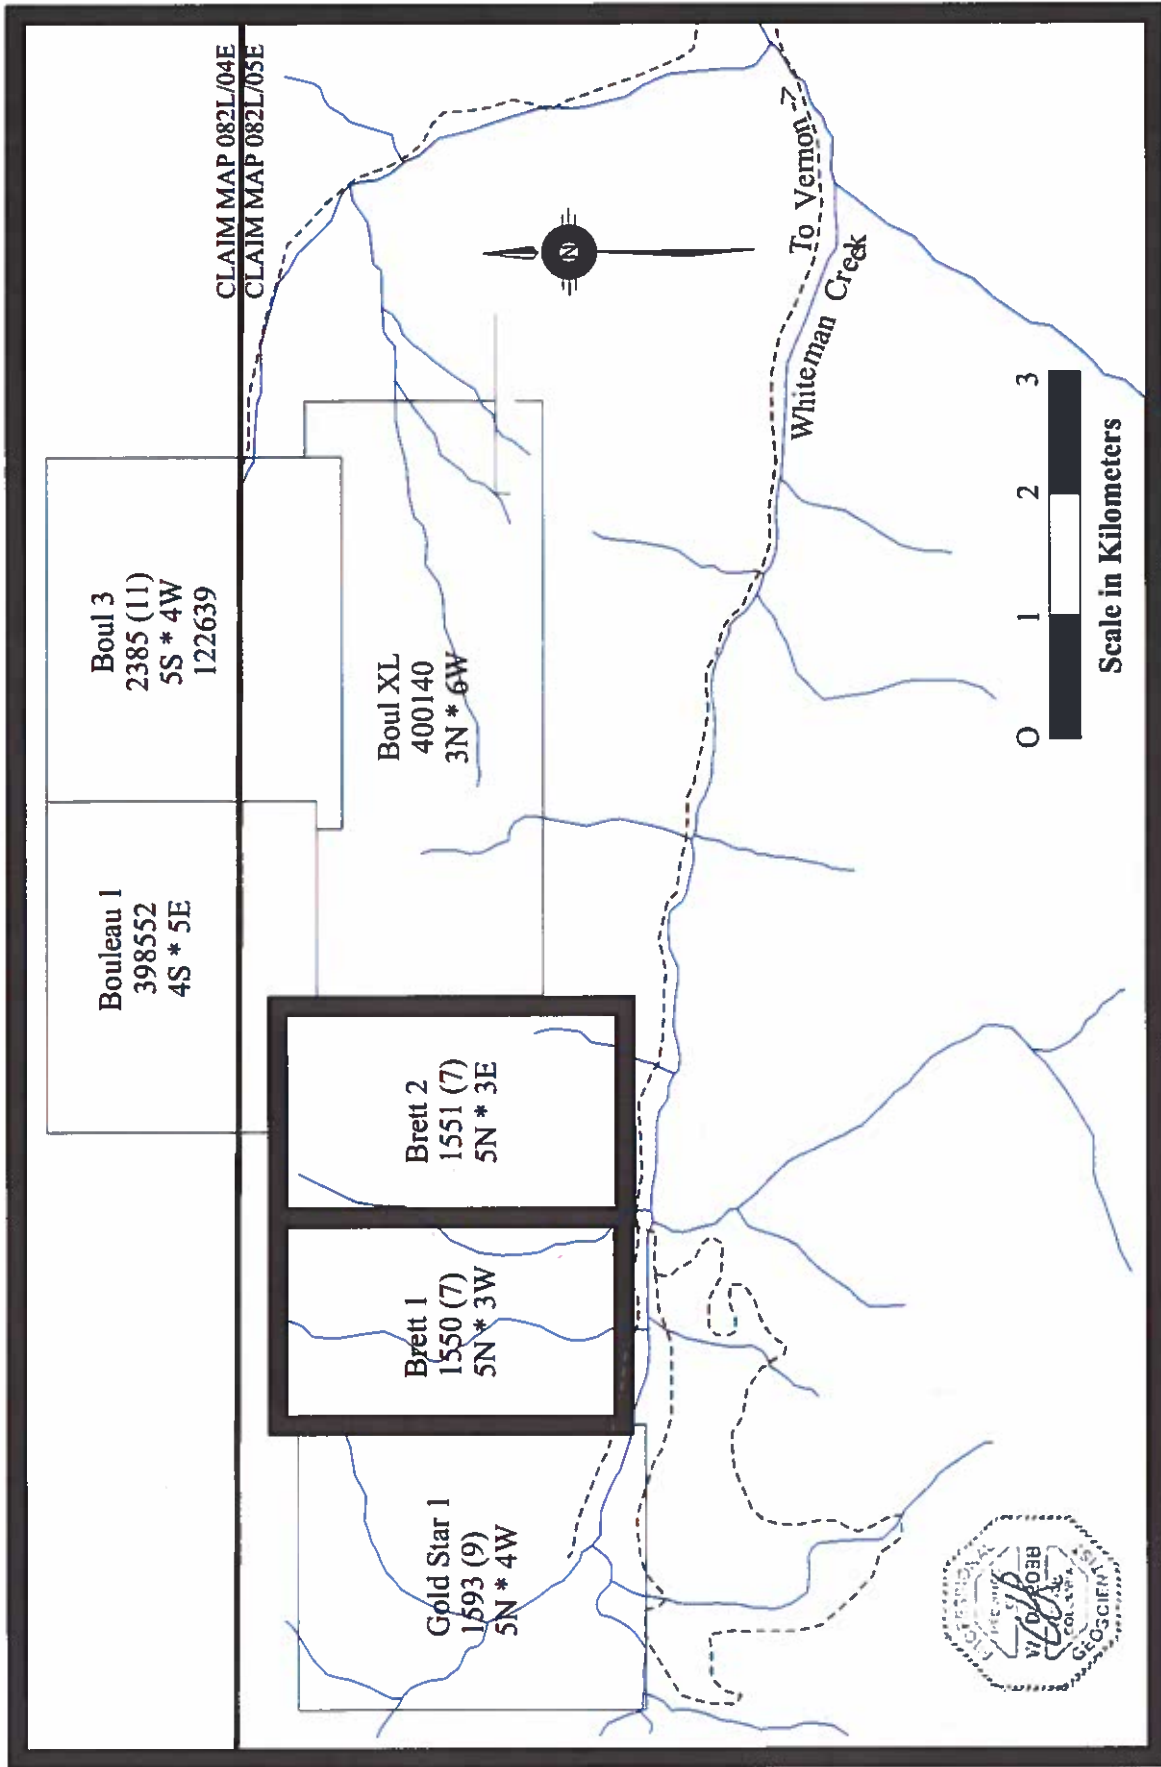 CLAIM MAP 082L/04E
CLAIM MAP 082L/05E
Boul 3
2385 (11)
5S * 4W
122639
Bouleau 1
398552
4S * 5E
Boul XL
400140
3N * 6W
Brett 2
1551 (7)
5N * 3E
Brett 1
1550 (7)
5N * 3W
Gold Star 1
1593 (9)
5N * 4W
N
To Vernon
Whiteman Creek
O 1 2 3
Scale in Kilometers
GEOSCIENTIST